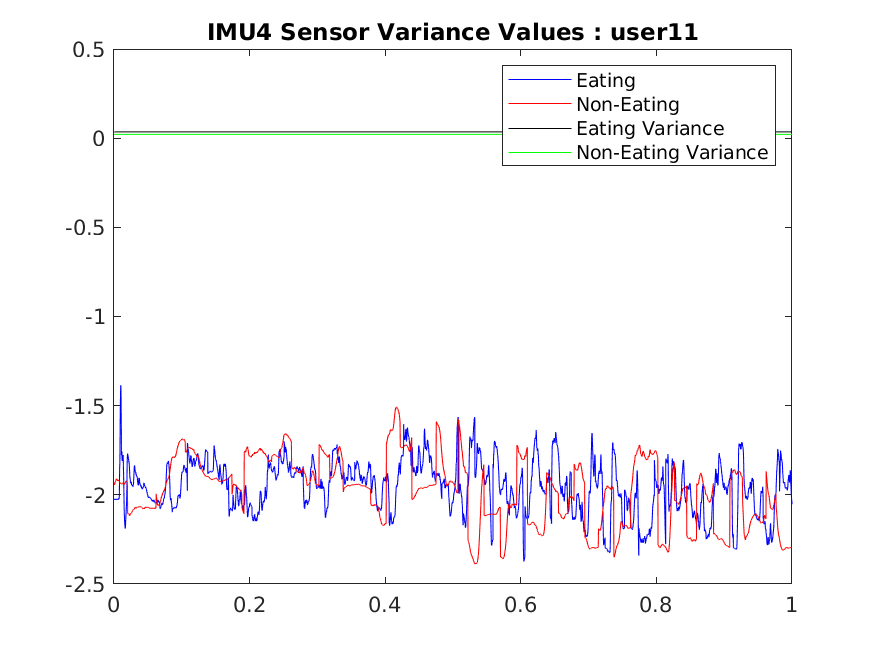 IMU4 Sensor Variance Values : user11
0.5
0
-0.5
-1
-1.5
-2
-2.5
Eating
Non-Eating
Eating Variance
Non-Eating Variance
0 0.2 0.4 0.6 0.8 1